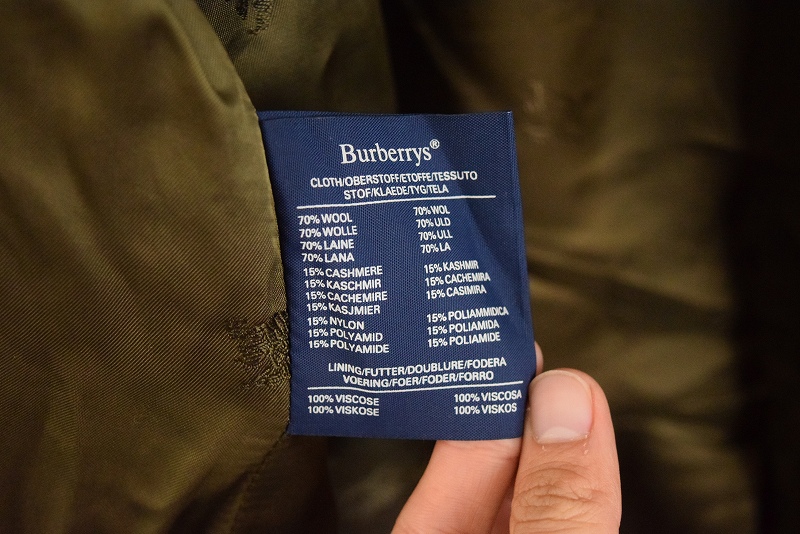 Burberrys®
CLOTH/OBERSTOFF/ETOFFE/TESSUTO
STOF/KLAEDE/TYG/TELA
70% WOOL
70% WOLLE
70% LAINE
70% LANA
70% WOL
70% ULD
70% ULL
70% LA
15% CASHMERE
15% KASCHMIR
15% CACHEMIRE
15% KASJMIER
15% KASHMIR
15% CACHEMIRA
15% CASIMIRA
15% NYLON
15% POLYAMID
15% POLYAMIDE
15% POLIAMMIDICA
15% POLIAMIDA
15% POLIAMIDE
LINING/FUTTER/DOUBLURE/FODERA
VOERING/FOER/FODER/FORRO
100% VISCOSE
100% VISKOSE
100% VISCOSA
100% VISKOS